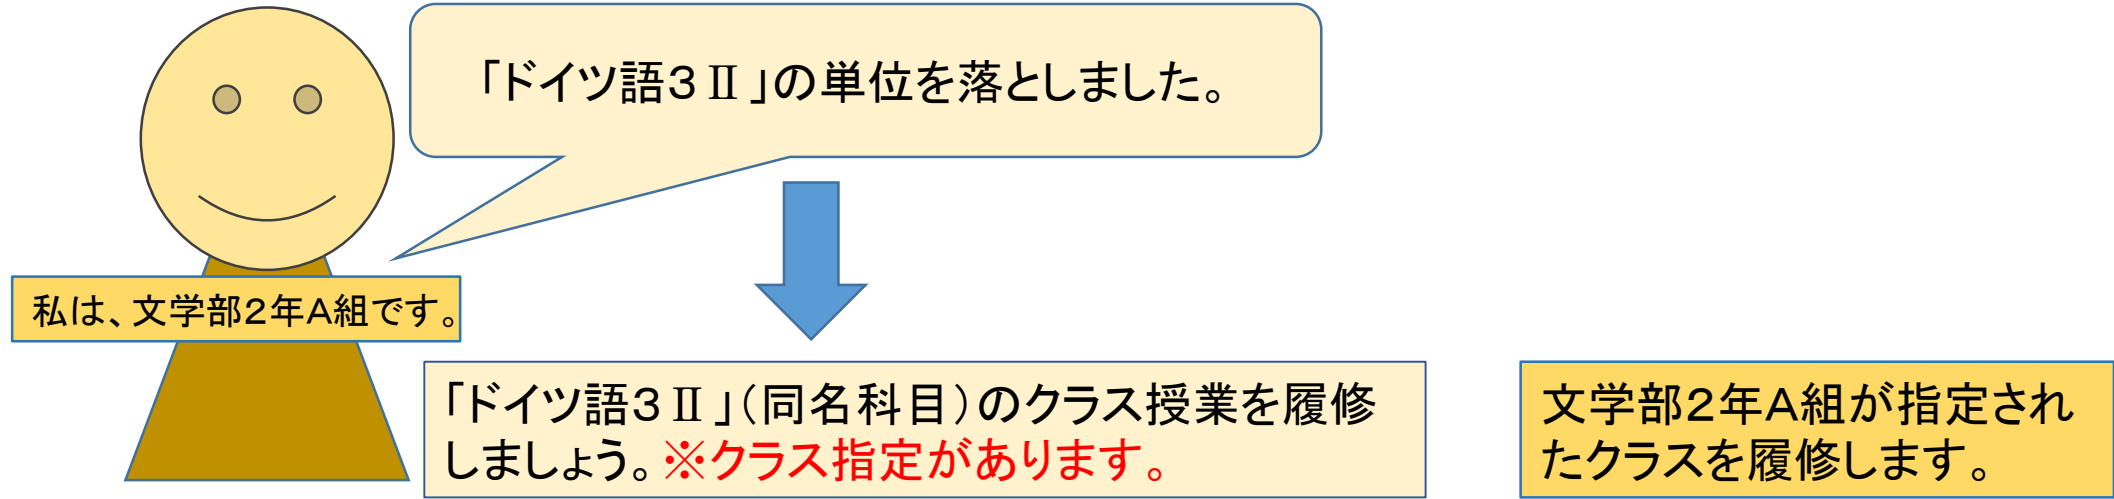 「ドイツ語３Ⅱ」の単位を落としました。
私は、文学部２年Ａ組です。
「ドイツ語３Ⅱ」（同名科目）のクラス授業を履修
しましょう。※クラス指定があります。
文学部２年Ａ組が指定され
たクラスを履修します。